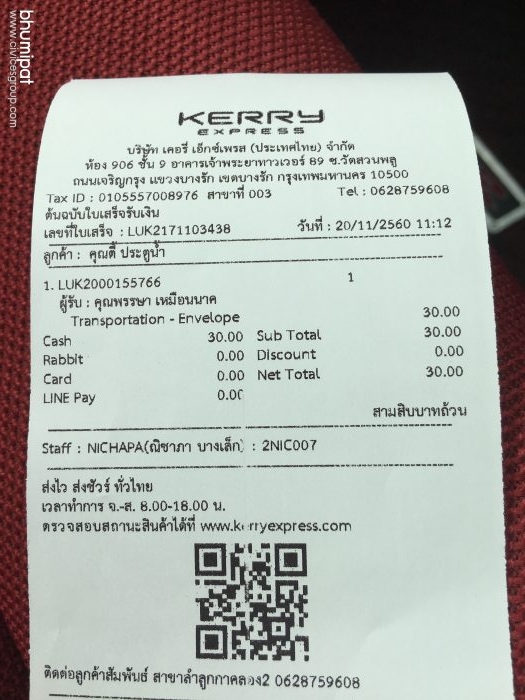 bhumipat
www.civicesgroup.com
KERRY
EXPRESS
บริษัท เคอรี่ เอ็กซ์เพรส (ประเทศไทย) จำกัด
ห้อง 906 ชั้น 9 อาคารเจ้าพระยาทาวเวอร์ 89 ซ.วัดสวนพลู
ถนนเจริญกรุง แขวงบางรัก เขตบางรัก กรุงเทพมหานคร 10500
Tax ID : 0105557008976 สาขาที่ 003 Tel : 0628759608
ต้นฉบับใบเสร็จรับเงิน
เลขที่ใบเสร็จ : LUK2171103438 วันที่ : 20/11/2560 11:12
ลูกค้า : คุณตี๋ ประตูน้ำ
1. LUK2000155766 1
ผู้รับ : คุณพรรษา เหมือนนาค
Transportation - Envelope 30.00
Cash 30.00 Sub Total 30.00
Rabbit 0.00 Discount 0.00
Card 0.00 Net Total 30.00
LINE Pay 0.00
สามสิบบาทถ้วน
Staff : NICHAPA(ณิชาภา บางเล็ก) : 2NIC007
ส่งไว ส่งชัวร์ ทั่วไทย
เวลาทำการ จ.-ส. 8.00-18.00 น.
ตรวจสอบสถานะสินค้าได้ที่ www.kerryexpress.com
ติดต่อลูกค้าสัมพันธ์ สาขาลำลูกกาคลอง2 0628759608